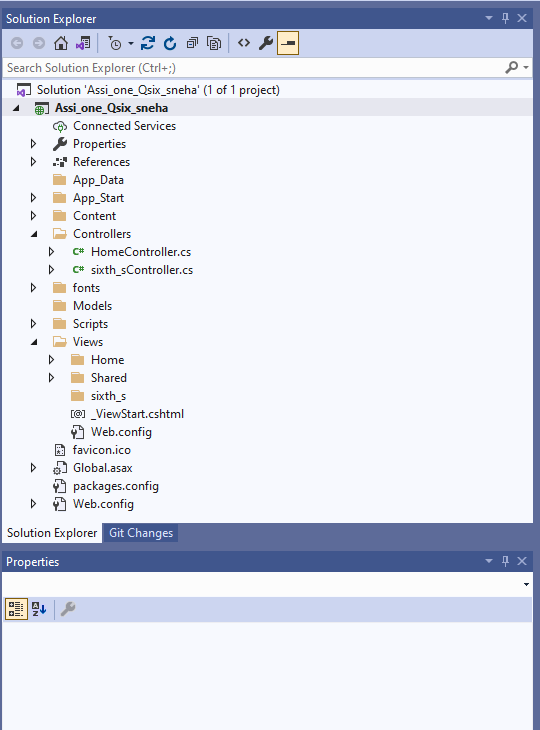 Solution Explorer
Search Solution Explorer (Ctrl+;)
Solution 'Assi_one_Qsix_sneha' (1 of 1 project)
Assi_one_Qsix_sneha
Connected Services
Properties
References
App_Data
App_Start
Content
Controllers
C# HomeController.cs
C# sixth_sController.cs
fonts
Models
Scripts
Views
Home
Shared
sixth_s
[@] _ViewStart.cshtml
Web.config
favicon.ico
Global.asax
packages.config
Web.config
Solution Explorer Git Changes
Properties